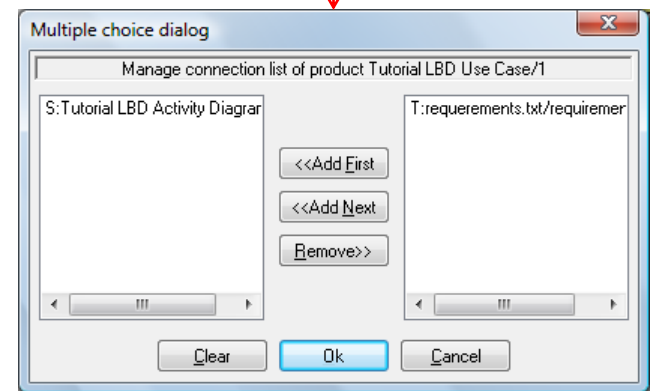 Multiple choice dialog
Manage connection list of product Tutorial LBD Use Case/1
S:Tutorial LBD Activity Diagrar
T:requerements.txt/requiremer
<<Add First
<<Add Next
Remove>>
Clear
Ok
Cancel